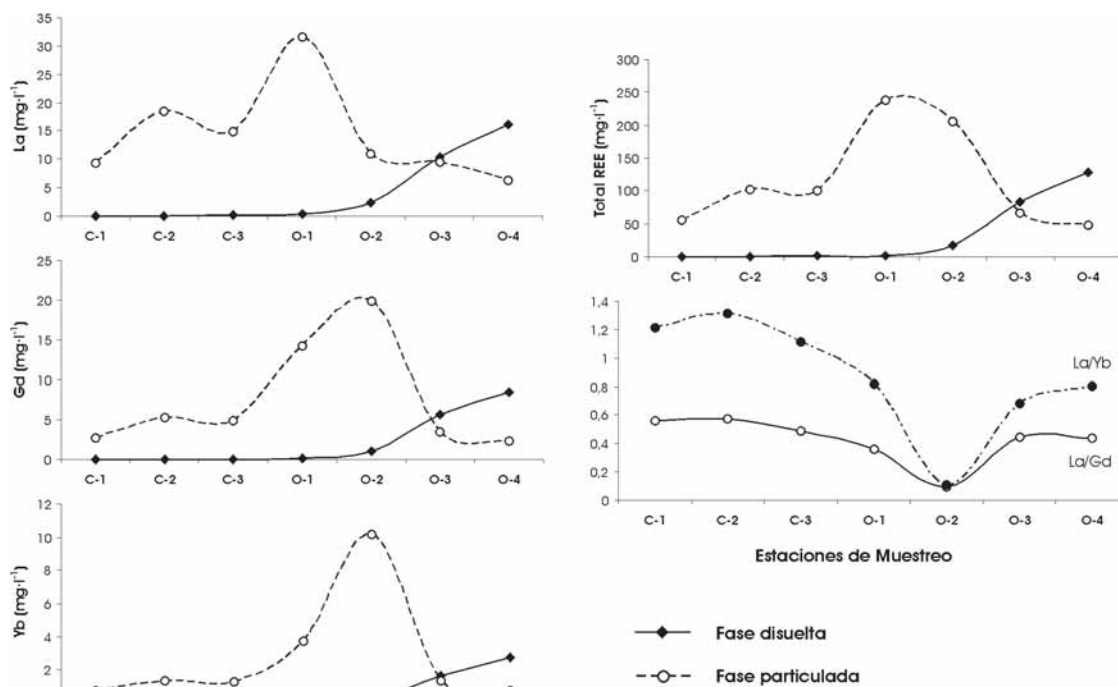 La (mg·l⁻¹)
35
30
25
20
15
10
5
0
C-1 C-2 C-3 O-1 O-2 O-3 O-4
Gd (mg·l⁻¹)
25
20
15
10
5
0
C-1 C-2 C-3 O-1 O-2 O-3 O-4
Yb (mg·l⁻¹)
12
10
8
6
4
2
Total REE (mg·l⁻¹)
300
250
200
150
100
50
0
C-1 C-2 C-3 O-1 O-2 O-3 O-4
1,4
1,2
1
0,8
0,6
0,4
0,2
0
La/Yb
La/Gd
C-1 C-2 C-3 O-1 O-2 O-3 O-4
Estaciones de Muestreo
Fase disuelta
Fase particulada